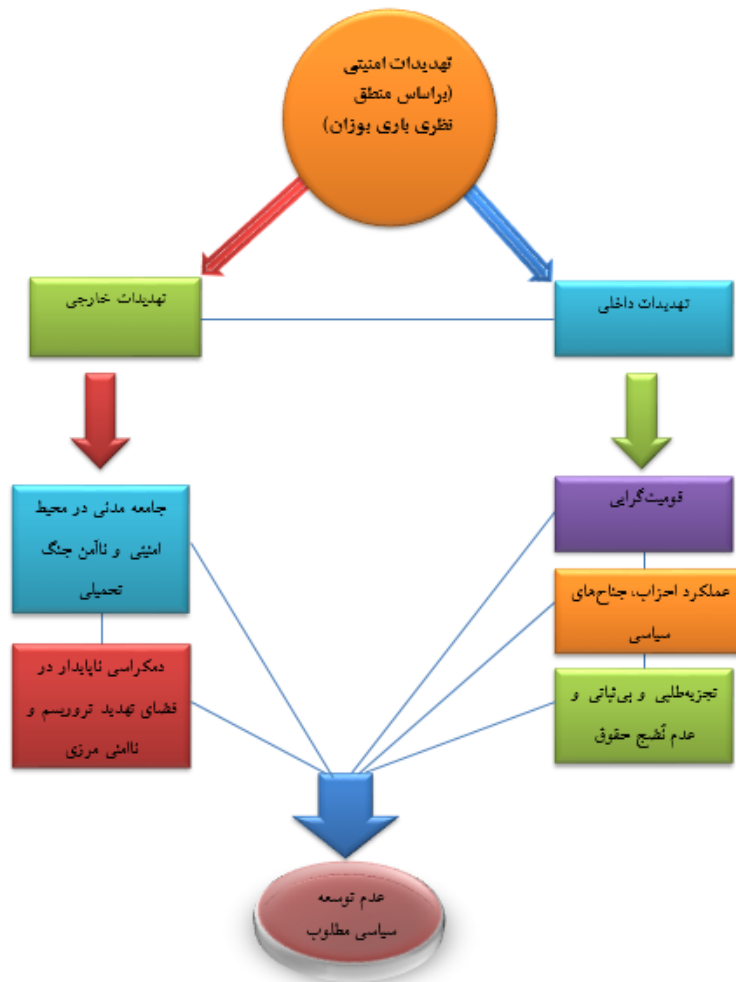 تهدیدات امنیتی
(براساس منطق
نظری باری بوزان)
تهدیدات داخلی
تهدیدات خارجی
قومیت‌گرایی
عملکرد احزاب، جناح‌های
سیاسی
تجزیه‌طلبی و بی‌ثباتی و
عدم نُضج حقوق
جامعه مدنی در محیط
امنیتی و ناآمن جنگ
تحمیلی
دمکراسی ناپایدار در
فضای تهدید تروریسم و
ناامنی مرزی
عدم توسعه
سیاسی مطلوب